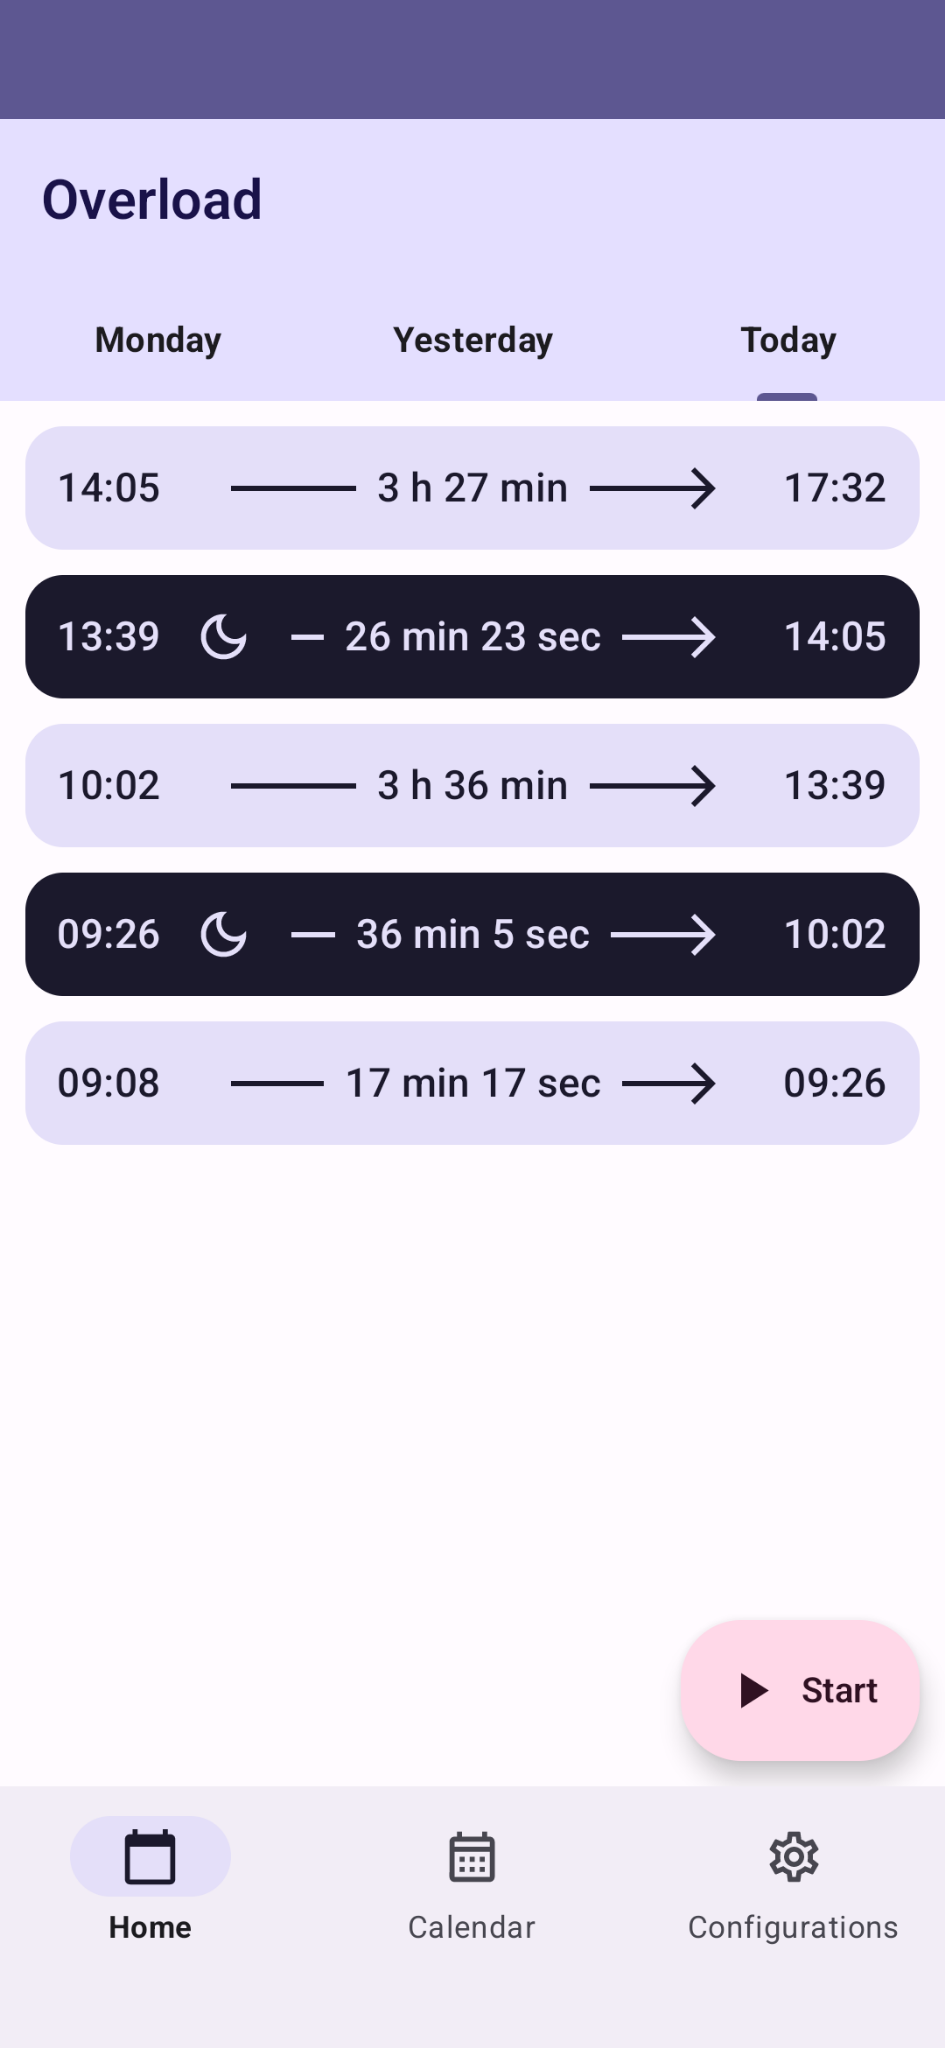 Overload
Monday Yesterday Today
14:05 3 h 27 min 17:32
13:39 26 min 23 sec 14:05
10:02 3 h 36 min 13:39
09:26 36 min 5 sec 10:02
09:08 17 min 17 sec 09:26
Start
Home Calendar Configurations